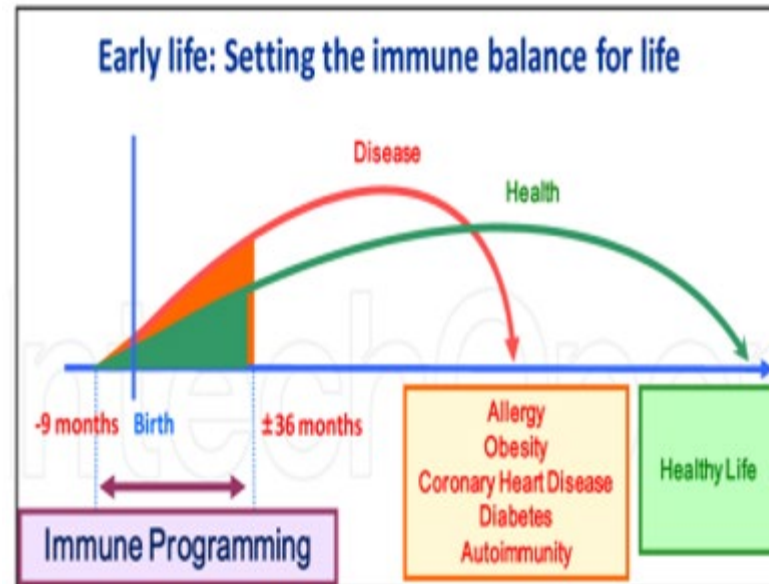 Early life: Setting the immune balance for life
Disease
Health
-9 months
Birth
±36 months
Immune Programming
Allergy
Obesity
Coronary Heart Disease
Diabetes
Autoimmunity
Healthy Life